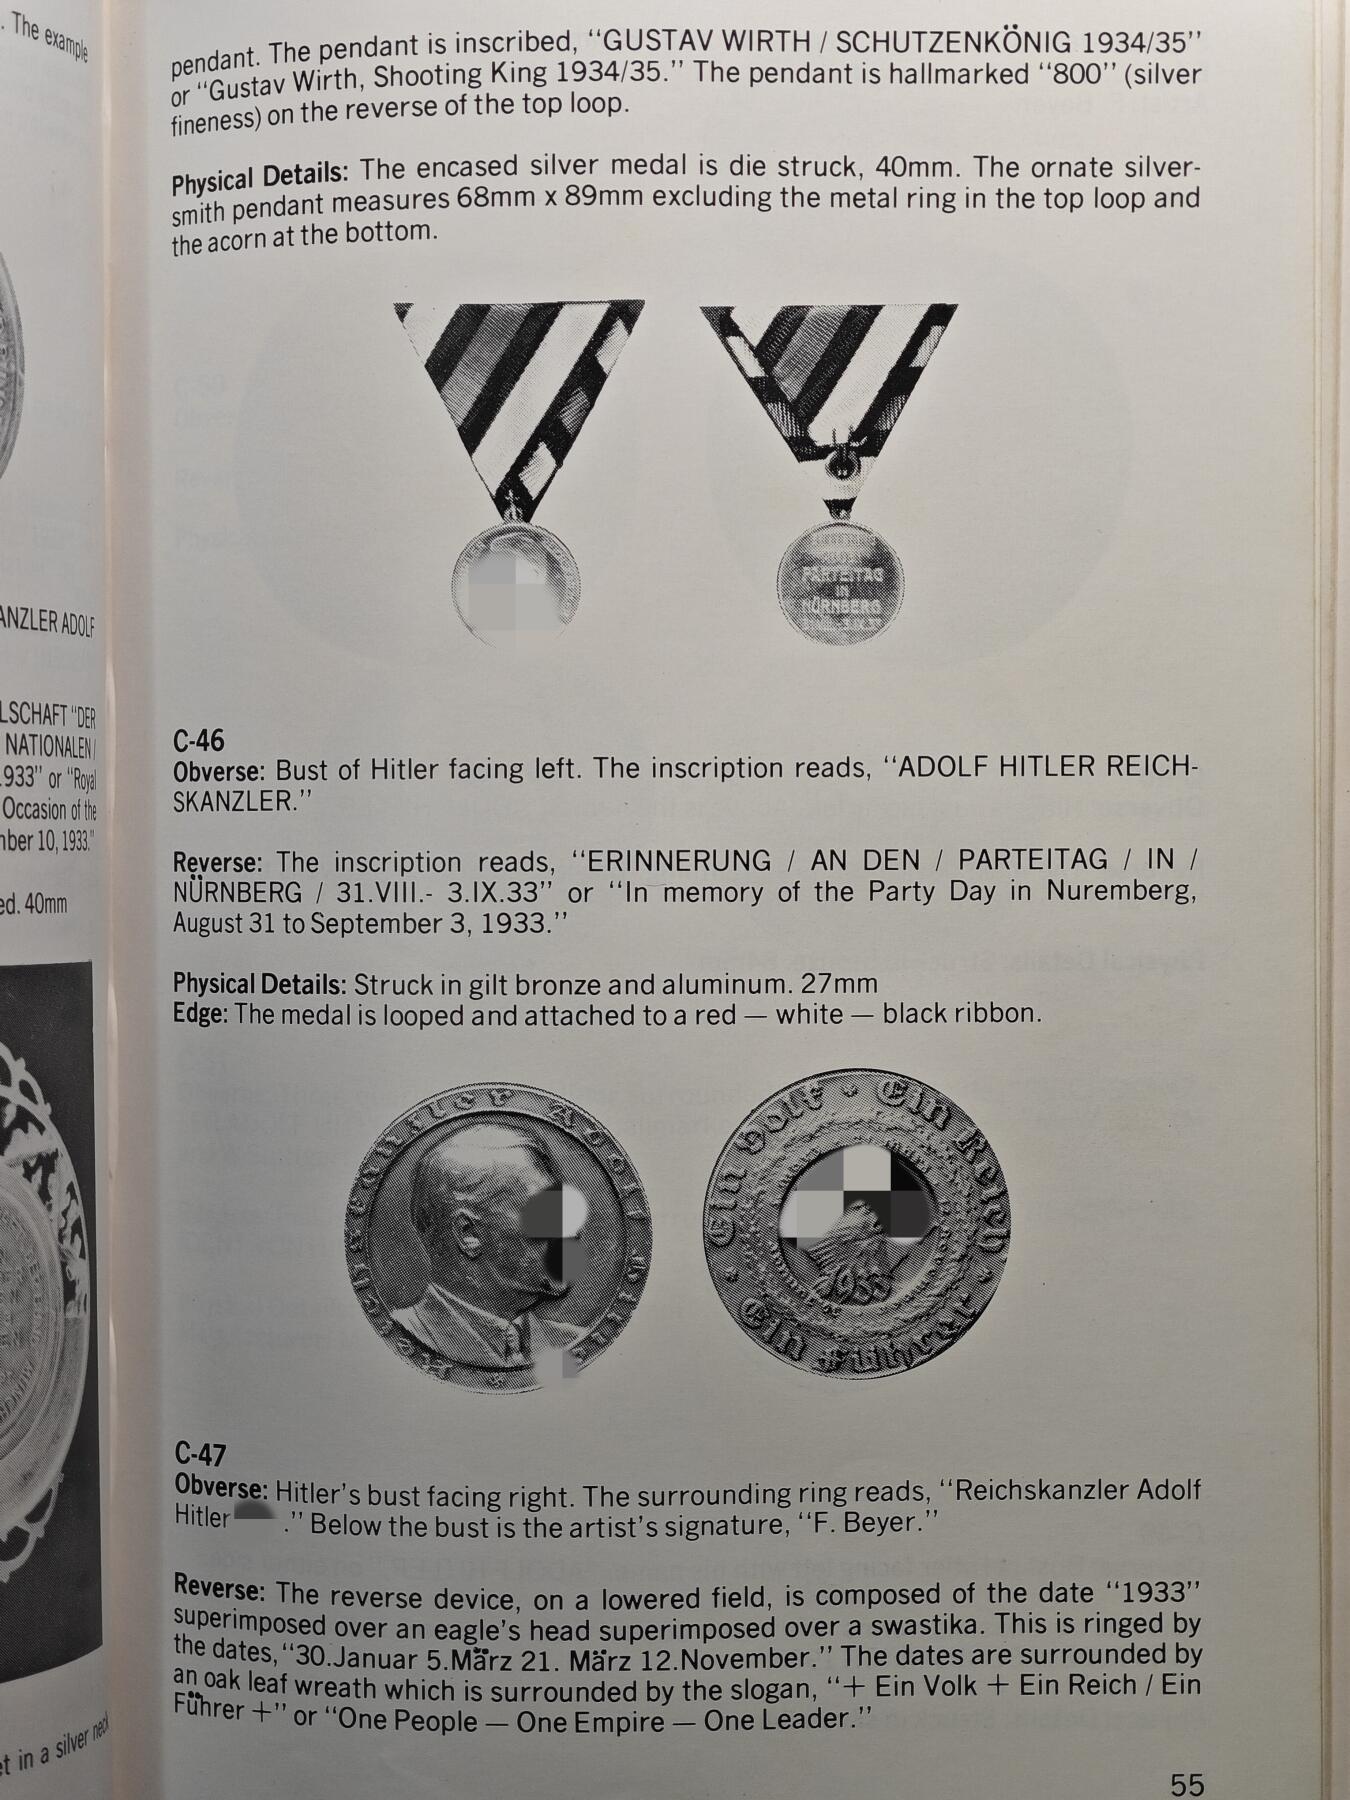 . The example
ANZLER ADOLF
LSCHAFT "DER
NATIONALEN /
.933" or "Royal
Occasion of the
nber 10, 1933."
ed. 40mm
et in a silver neck
pendant. The pendant is inscribed, "GUSTAV WIRTH / SCHUTZENKÖNIG 1934/35"
or "Gustav Wirth, Shooting King 1934/35." The pendant is hallmarked "800" (silver
fineness) on the reverse of the top loop.
Physical Details: The encased silver medal is die struck, 40mm. The ornate silver-
smith pendant measures 68mm x 89mm excluding the metal ring in the top loop and
the acorn at the bottom.
PARTEITAG
IN
NÜRNBERG
C-46
Obverse: Bust of Hitler facing left. The inscription reads, "ADOLF HITLER REICH-
SKANZLER."
Reverse: The inscription reads, "ERINNERUNG / AN DEN / PARTEITAG / IN /
NÜRNBERG / 31.VIII.- 3.IX.33" or "In memory of the Party Day in Nuremberg,
August 31 to September 3, 1933."
Physical Details: Struck in gilt bronze and aluminum. 27mm
Edge: The medal is looped and attached to a red — white — black ribbon.
Reichskanzler Adolf Hitler
Ein Volk · Ein Reich ·
Ein Führer
1933
C-47
Obverse: Hitler's bust facing right. The surrounding ring reads, "Reichskanzler Adolf
Hitler ." Below the bust is the artist's signature, "F. Beyer."
Reverse: The reverse device, on a lowered field, is composed of the date "1933"
superimposed over an eagle's head superimposed over a swastika. This is ringed by
the dates,"30.Januar 5.März 21. März 12.November." The dates are surrounded by
an oak leaf wreath which is surrounded by the slogan, "+ Ein Volk + Ein Reich / Ein
Führer +" or "One People — One Empire — One Leader."
55